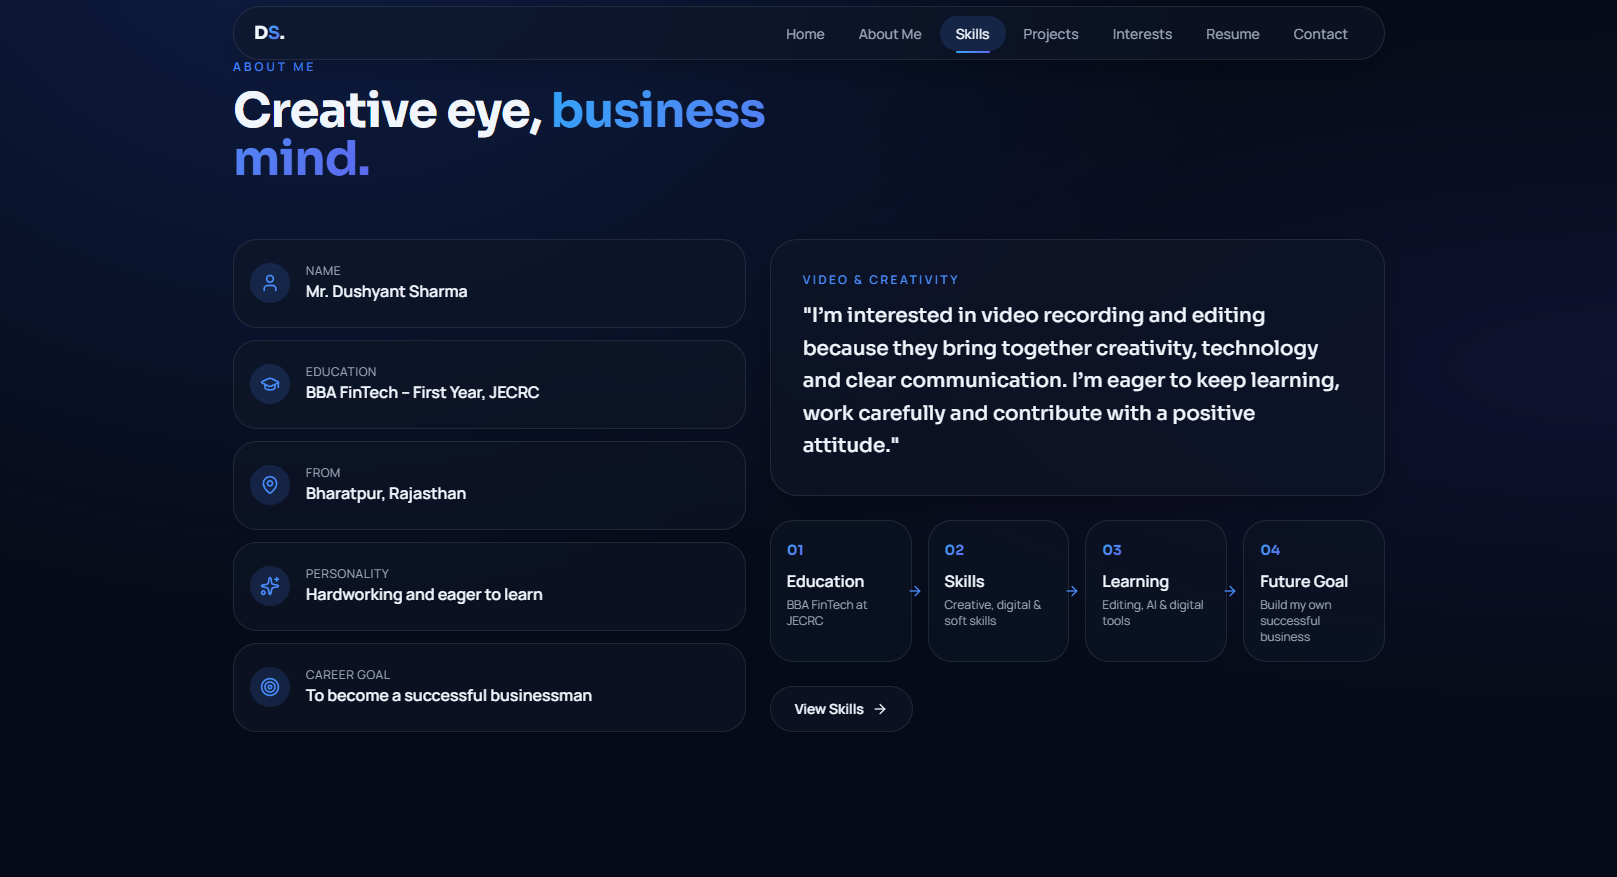 DS.
Home
About Me
Skills
Projects
Interests
Resume
Contact
ABOUT ME
Creative eye, business
mind.
NAME
Mr. Dushyant Sharma
EDUCATION
BBA FinTech – First Year, JECRC
FROM
Bharatpur, Rajasthan
PERSONALITY
Hardworking and eager to learn
CAREER GOAL
To become a successful businessman
VIDEO & CREATIVITY
"I’m interested in video recording and editing
because they bring together creativity, technology
and clear communication. I’m eager to keep learning,
work carefully and contribute with a positive
attitude."
01
Education
BBA FinTech at
JECRC
02
Skills
Creative, digital &
soft skills
03
Learning
Editing, AI & digital
tools
04
Future Goal
Build my own
successful
business
View Skills